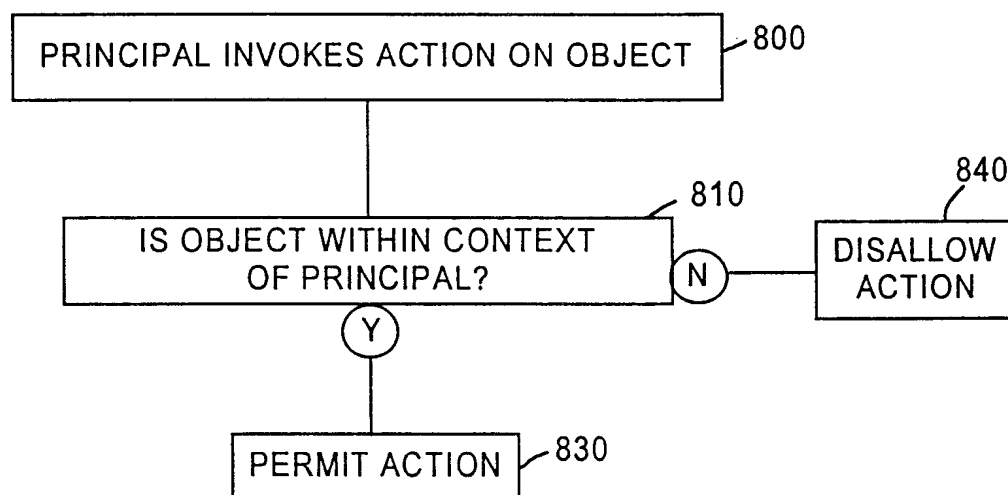 PRINCIPAL INVOKES ACTION ON OBJECT
800
810
IS OBJECT WITHIN CONTEXT
OF PRINCIPAL?
N
840
DISALLOW
ACTION
Y
PERMIT ACTION
830